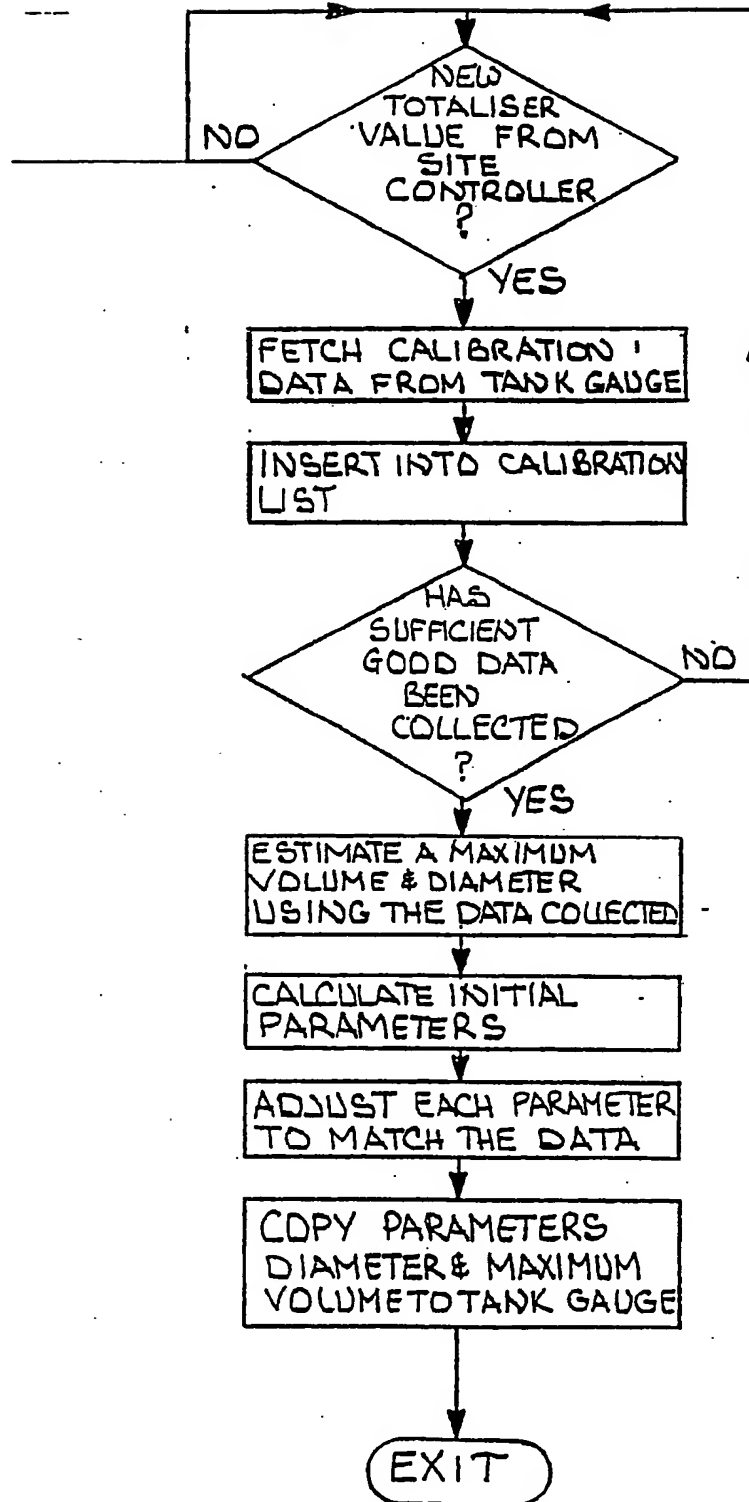 NEW
TOTALISER
VALUE FROM
SITE
CONTROLLER
?
NO
YES
FETCH CALIBRATION
DATA FROM TANK GAUGE
INSERT INTO CALIBRATION
LIST
HAS
SUFFICIENT
GOOD DATA
BEEN
COLLECTED
?
NO
YES
ESTIMATE A MAXIMUM
VOLUME & DIAMETER
USING THE DATA COLLECTED
CALCULATE INITIAL
PARAMETERS
ADJUST EACH PARAMETER
TO MATCH THE DATA
COPY PARAMETERS
DIAMETER & MAXIMUM
VOLUME TO TANK GAUGE
EXIT